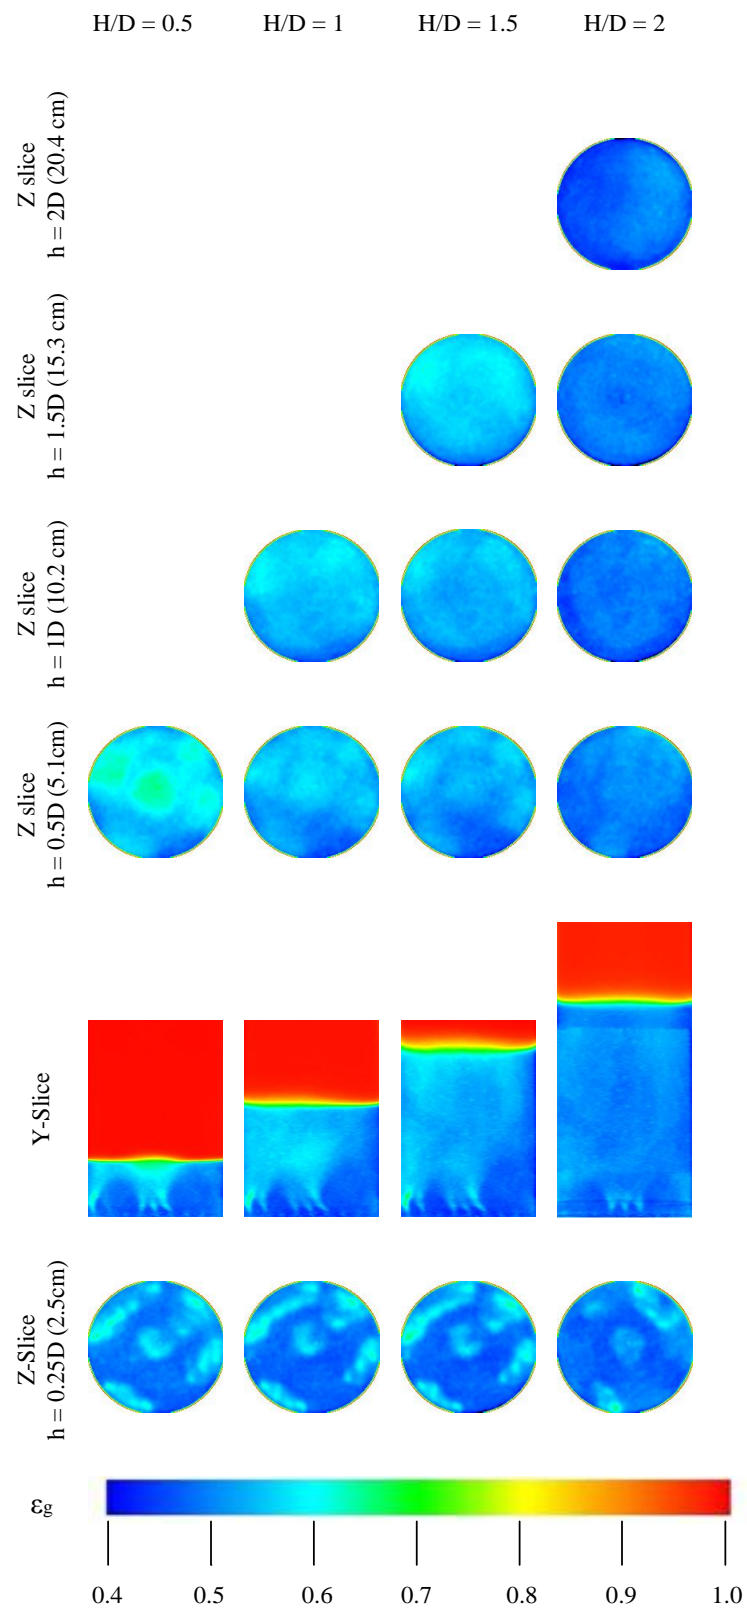 H/D = 0.5 H/D = 1 H/D = 1.5 H/D = 2
Z slice
h = 2D (20.4 cm)
Z slice
h = 1.5D (15.3 cm)
Z slice
h = 1D (10.2 cm)
Z slice
h = 0.5D (5.1cm)
Y-Slice
Z-Slice
h = 0.25D (2.5cm)
εg
0.4 0.5 0.6 0.7 0.8 0.9 1.0